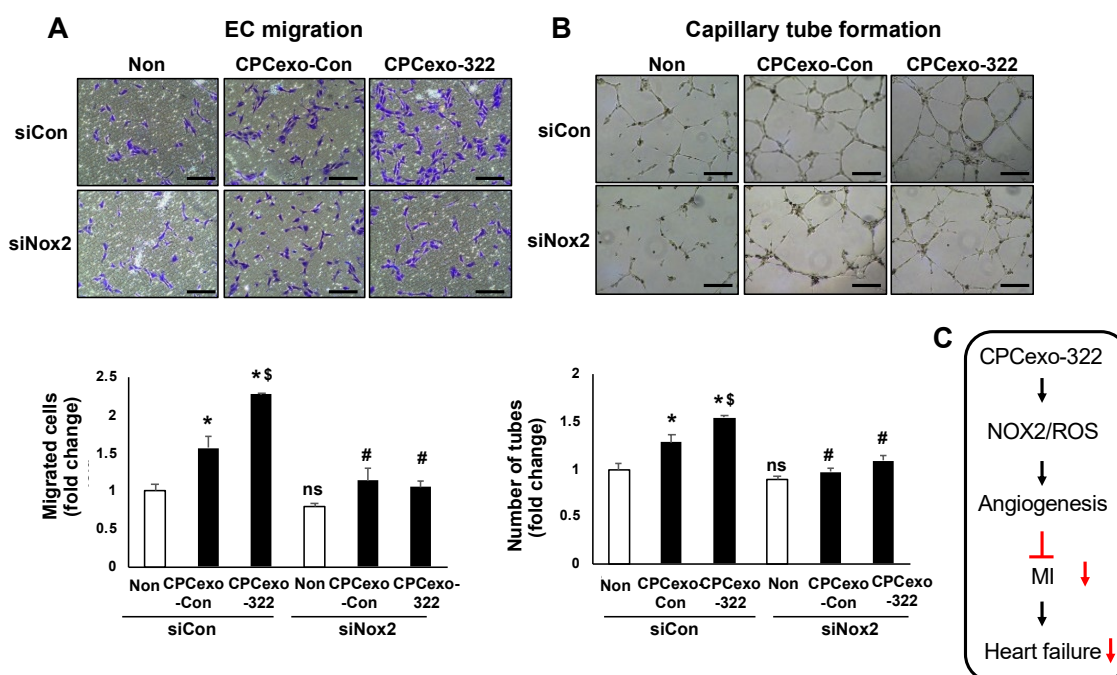 A
EC migration
Non CPCexo-Con CPCexo-322
siCon
siNox2
Migrated cells
(fold change)
2.5
2
1.5
1
0.5
0
*
* $
ns
#
#
Non CPCexo CPCexo Non CPCexo CPCexo-
-Con -322 -Con 322
siCon siNox2
B
Capillary tube formation
Non CPCexo-Con CPCexo-322
siCon
siNox2
Number of tubes
(fold change)
2
1.5
1
0.5
0
*
* $
ns
#
#
Non CPCexo- CPCexo Non CPCexo CPCexo
Con -322 -Con -322
siCon siNox2
C
CPCexo-322
NOX2/ROS
Angiogenesis
MI
Heart failure